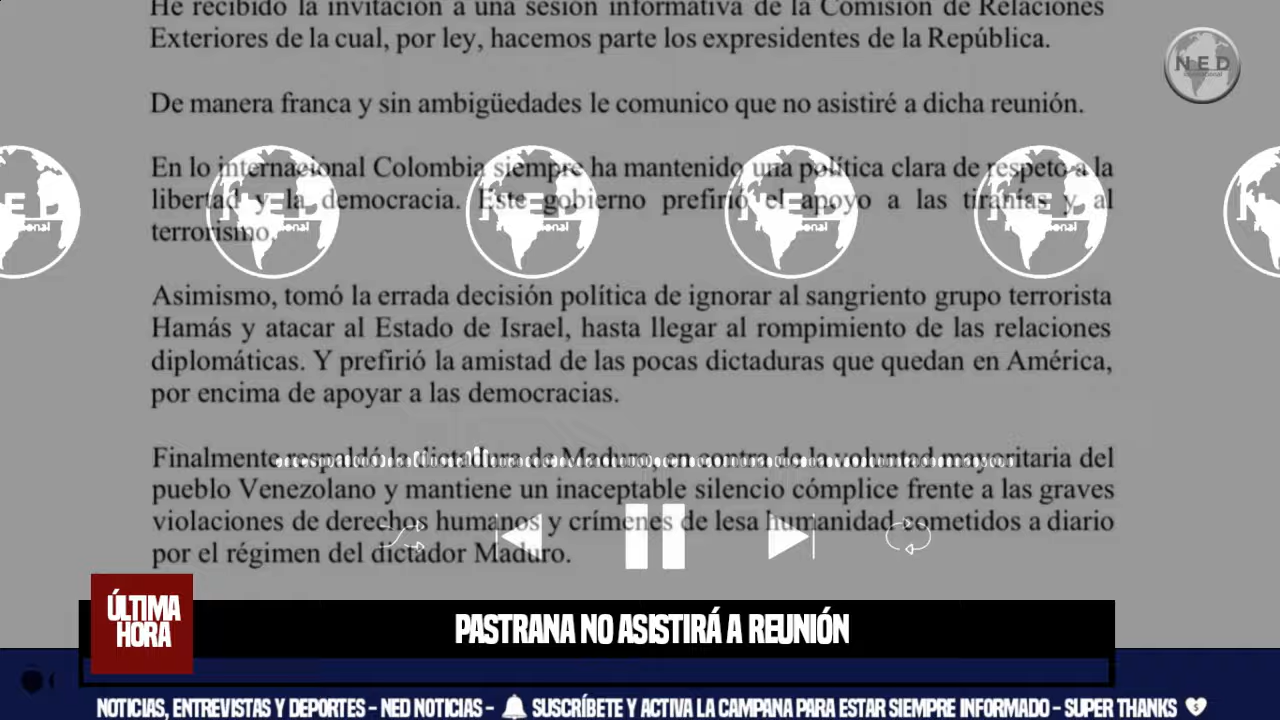 He recibido la invitación a una sesión informativa de la Comisión de Relaciones
Exteriores de la cual, por ley, hacemos parte los expresidentes de la República.
NED
International
De manera franca y sin ambigüedades le comunico que no asistiré a dicha reunión.
En lo internacional Colombia siempre ha mantenido una política clara de respeto a la
libertad y la democracia. Este gobierno prefirió el apoyo a las tiranías y al
terrorismo.
Asimismo, tomó la errada decisión política de ignorar al sangriento grupo terrorista
Hamás y atacar al Estado de Israel, hasta llegar al rompimiento de las relaciones
diplomáticas. Y prefirió la amistad de las pocas dictaduras que quedan en América,
por encima de apoyar a las democracias.
Finalmente respaldó la dictadura de Maduro, en contra de la voluntad mayoritaria del
pueblo Venezolano y mantiene un inaceptable silencio cómplice frente a las graves
violaciones de derechos humanos y crímenes de lesa humanidad cometidos a diario
por el régimen del dictador Maduro.
ÚLTIMA
HORA
PASTRANA NO ASISTIRÁ A REUNIÓN
NOTICIAS, ENTREVISTAS Y DEPORTES - NED NOTICIAS - 🔔 SUSCRÍBETE Y ACTIVA LA CAMPANA PARA ESTAR SIEMPRE INFORMADO - SUPER THANKS